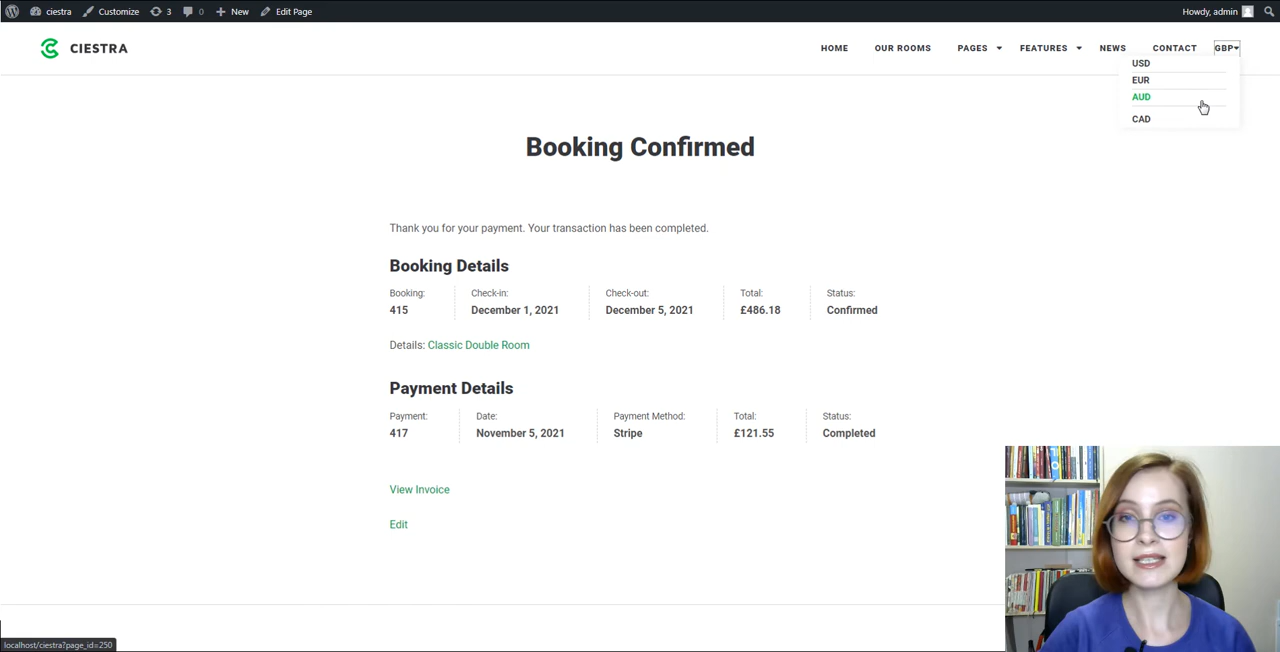 ciestra Customize 3 0 New Edit Page Howdy, admin
CIESTRA HOME OUR ROOMS PAGES FEATURES NEWS CONTACT GBP
USD
EUR
AUD
CAD
Booking Confirmed
Thank you for your payment. Your transaction has been completed.
Booking Details
Booking: Check-in: Check-out: Total: Status:
415 December 1, 2021 December 5, 2021 £486.18 Confirmed
Details: Classic Double Room
Payment Details
Payment: Date: Payment Method: Total: Status:
417 November 5, 2021 Stripe £121.55 Completed
View Invoice
Edit
localhost/ciestra?page_id=250